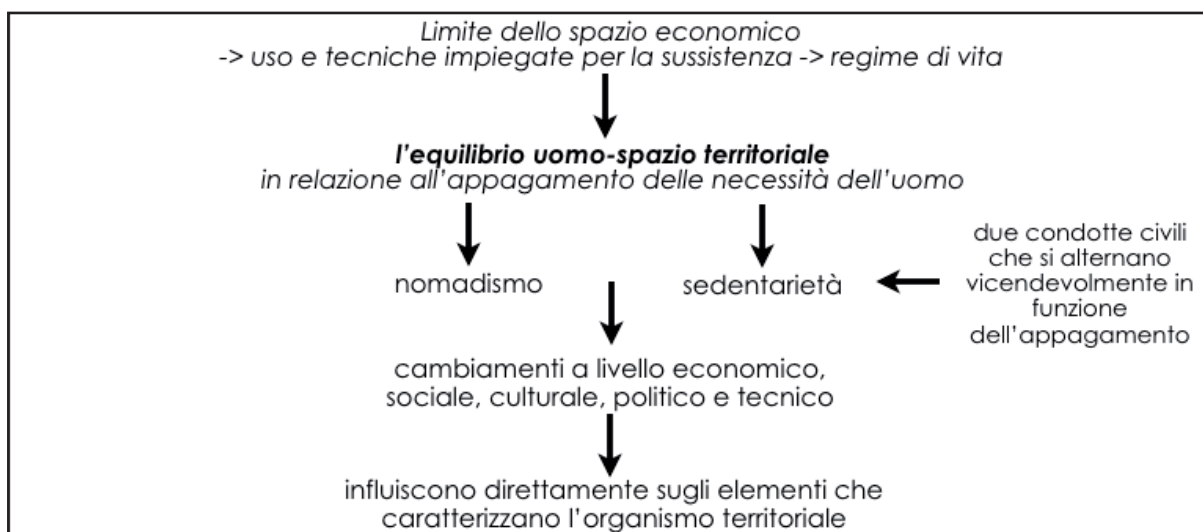 Limite dello spazio economico
-> uso e tecniche impiegate per la sussistenza -> regime di vita
l'equilibrio uomo-spazio territoriale
in relazione all'appagamento delle necessità dell'uomo
nomadismo
sedentarietà
due condotte civili
che si alternano
vicendevolmente in
funzione
dell'appagamento
cambiamenti a livello economico,
sociale, culturale, politico e tecnico
influiscono direttamente sugli elementi che
caratterizzano l'organismo territoriale